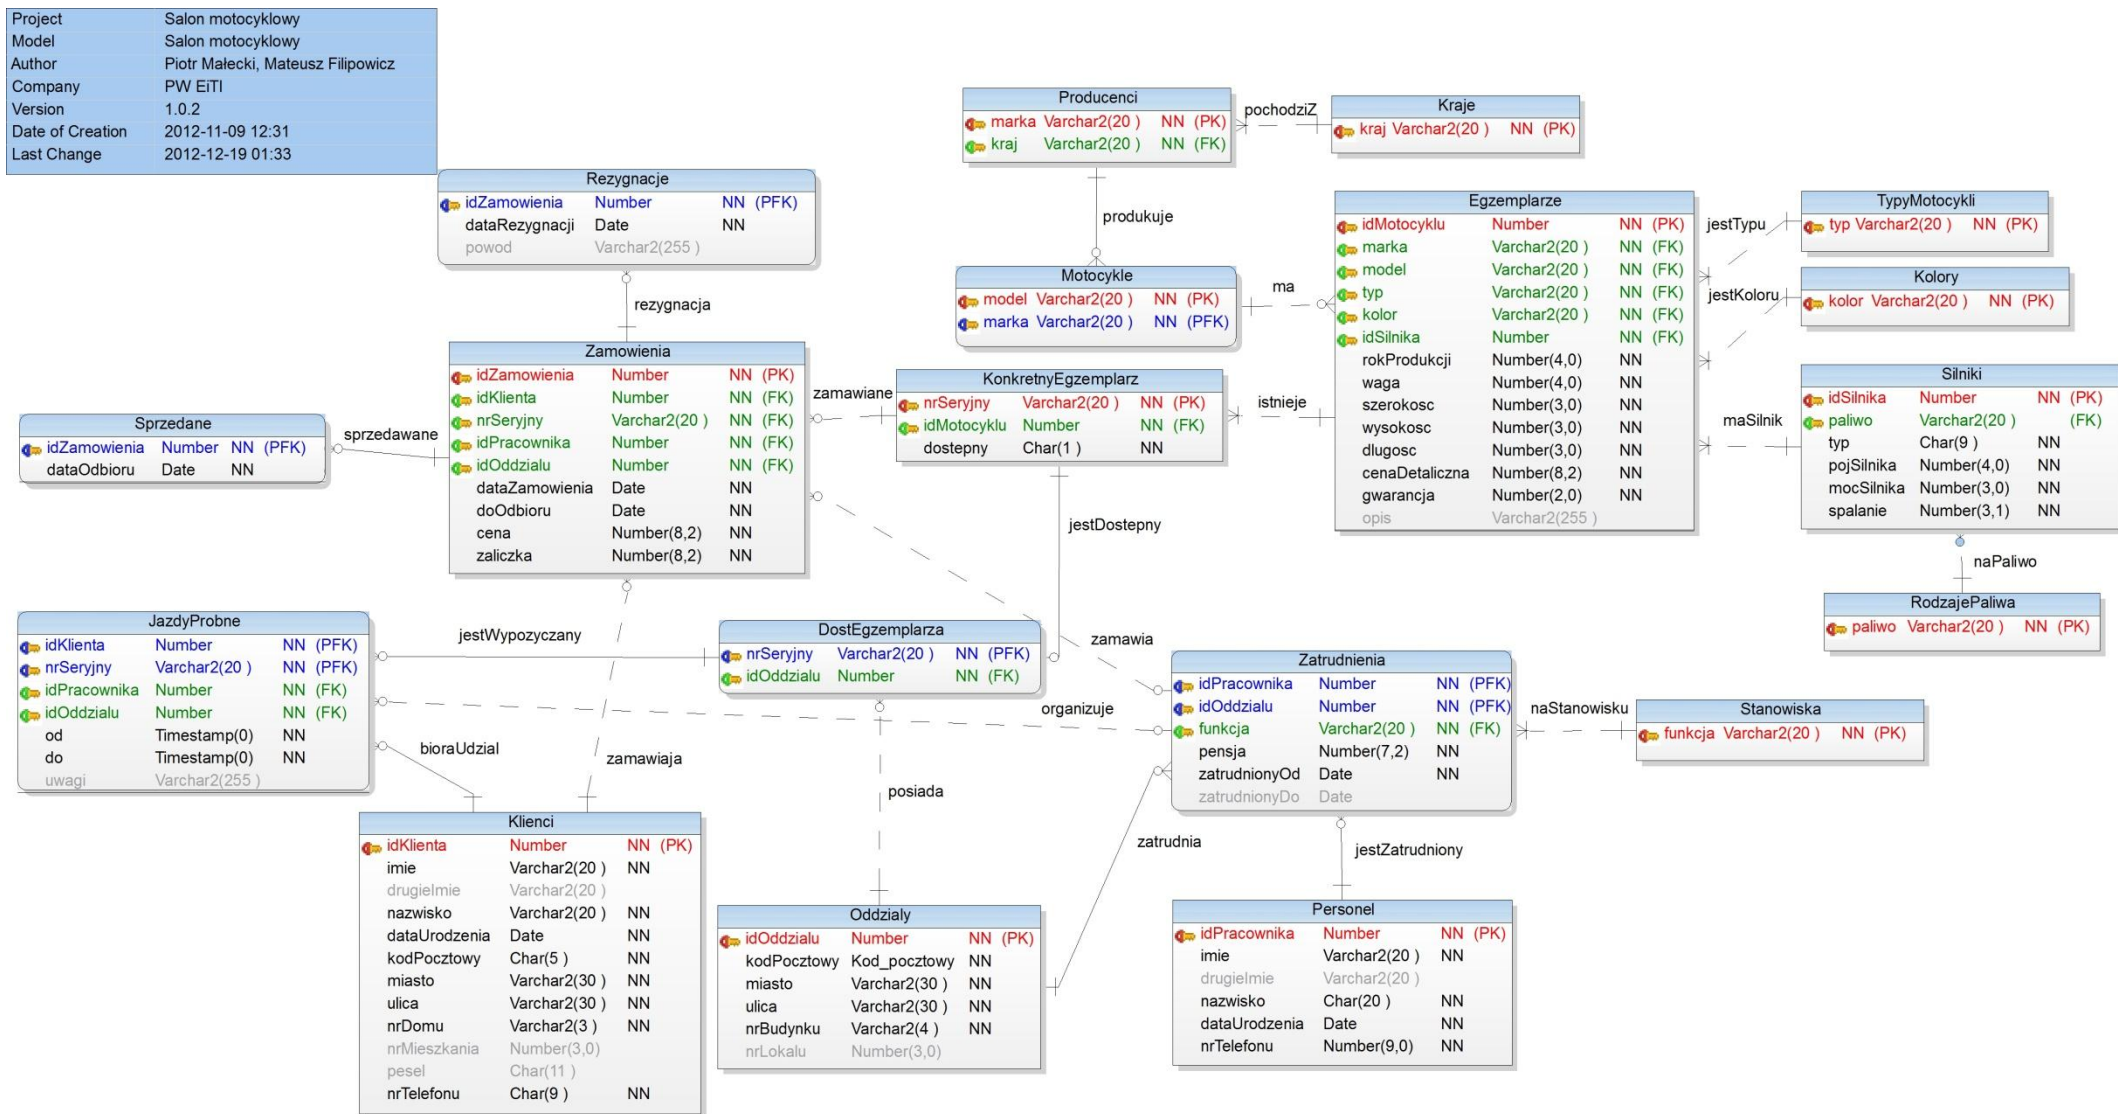 Project Salon motocyklowy
Model Salon motocyklowy
Author Piotr Małecki, Mateusz Filipowicz
Company PW EiTI
Version 1.0.2
Date of Creation 2012-11-09 12:31
Last Change 2012-12-19 01:33
Producenci
marka Varchar2(20 ) NN (PK)
kraj Varchar2(20 ) NN (FK)
pochodziZ
Kraje
kraj Varchar2(20 ) NN (PK)
Rezygnacje
idZamowienia Number NN (PFK)
dataRezygnacji Date NN
powod Varchar2(255 )
produkuje
Motocykle
model Varchar2(20 ) NN (PK)
marka Varchar2(20 ) NN (PFK)
ma
Egzemplarze
idMotocyklu Number NN (PK)
marka Varchar2(20 ) NN (FK)
model Varchar2(20 ) NN (FK)
typ Varchar2(20 ) NN (FK)
kolor Varchar2(20 ) NN (FK)
idSilnika Number NN (FK)
rokProdukcji Number(4,0) NN
waga Number(4,0) NN
szerokosc Number(3,0) NN
wysokosc Number(3,0) NN
dlugosc Number(3,0) NN
cenaDetaliczna Number(8,2) NN
gwarancja Number(2,0) NN
opis Varchar2(255 )
jestTypu
TypyMotocykli
typ Varchar2(20 ) NN (PK)
jestKoloru
Kolory
kolor Varchar2(20 ) NN (PK)
rezygnacja
Zamowienia
idZamowienia Number NN (PK)
idKlienta Number NN (FK)
nrSeryjny Varchar2(20 ) NN (FK)
idPracownika Number NN (FK)
idOddzialu Number NN (FK)
dataZamowienia Date NN
doOdbioru Date NN
cena Number(8,2) NN
zaliczka Number(8,2) NN
zamawiane
KonkretnyEgzemplarz
nrSeryjny Varchar2(20 ) NN (PK)
idMotocyklu Number NN (FK)
dostepny Char(1 ) NN
istnieje
maSilnik
Silniki
idSilnika Number NN (PK)
paliwo Varchar2(20 ) (FK)
typ Char(9 ) NN
pojSilnika Number(4,0) NN
mocSilnika Number(3,0) NN
spalanie Number(3,1) NN
Sprzedane
idZamowienia Number NN (PFK)
dataOdbioru Date NN
sprzedawane
jestDostepny
naPaliwo
RodzajePaliwa
paliwo Varchar2(20 ) NN (PK)
JazdyProbne
idKlienta Number NN (PFK)
nrSeryjny Varchar2(20 ) NN (PFK)
idPracownika Number NN (FK)
idOddzialu Number NN (FK)
od Timestamp(0) NN
do Timestamp(0) NN
uwagi Varchar2(255 )
jestWypozyczany
DostEgzemplarza
nrSeryjny Varchar2(20 ) NN (PFK)
idOddzialu Number NN (FK)
zamawia
organizuje
Zatrudnienia
idPracownika Number NN (PFK)
idOddzialu Number NN (PFK)
funkcja Varchar2(20 ) NN (FK)
pensja Number(7,2) NN
zatrudnionyOd Date NN
zatrudnionyDo Date
naStanowisku
Stanowiska
funkcja Varchar2(20 ) NN (PK)
bioraUdzial
zamawiaja
posiada
zatrudnia
jestZatrudniony
Klienci
idKlienta Number NN (PK)
imie Varchar2(20 ) NN
drugieImie Varchar2(20 )
nazwisko Varchar2(20 ) NN
dataUrodzenia Date NN
kodPocztowy Char(5 ) NN
miasto Varchar2(30 ) NN
ulica Varchar2(30 ) NN
nrDomu Varchar2(3 ) NN
nrMieszkania Number(3,0)
pesel Char(11 )
nrTelefonu Char(9 ) NN
Oddzialy
idOddzialu Number NN (PK)
kodPocztowy Kod_pocztowy NN
miasto Varchar2(30 ) NN
ulica Varchar2(30 ) NN
nrBudynku Varchar2(4 ) NN
nrLokalu Number(3,0)
Personel
idPracownika Number NN (PK)
imie Varchar2(20 ) NN
drugieImie Varchar2(20 )
nazwisko Char(20 ) NN
dataUrodzenia Date NN
nrTelefonu Number(9,0) NN